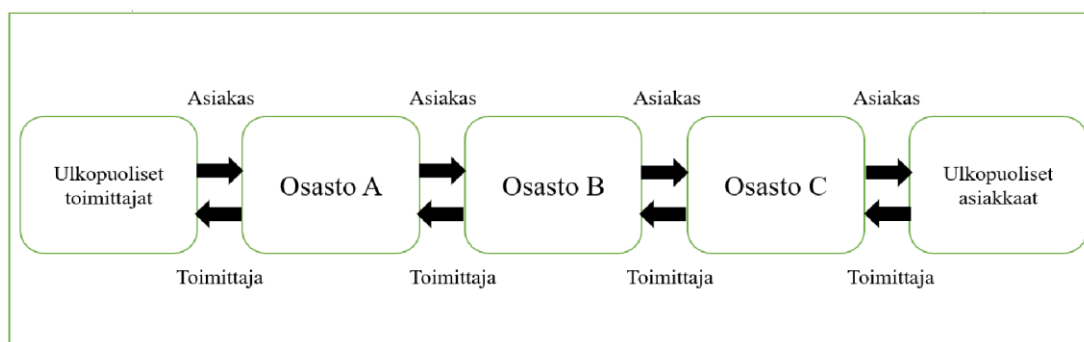 Asiakas
Asiakas
Asiakas
Asiakas
Ulkopuoliset
toimittajat
Osasto A
Osasto B
Osasto C
Ulkopuoliset
asiakkaat
Toimittaja
Toimittaja
Toimittaja
Toimittaja